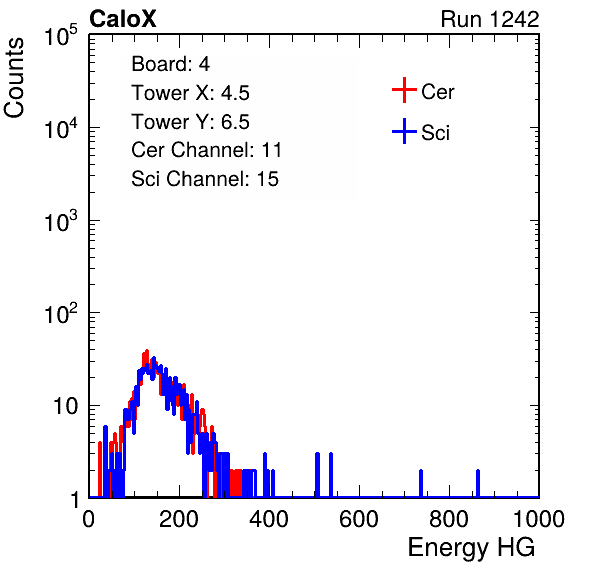 CaloX Run 1242
Counts
10^5
10^4
10^3
10^2
10
1
Board: 4
Tower X: 4.5
Tower Y: 6.5
Cer Channel: 11
Sci Channel: 15
Cer
Sci
0 200 400 600 800 1000
Energy HG